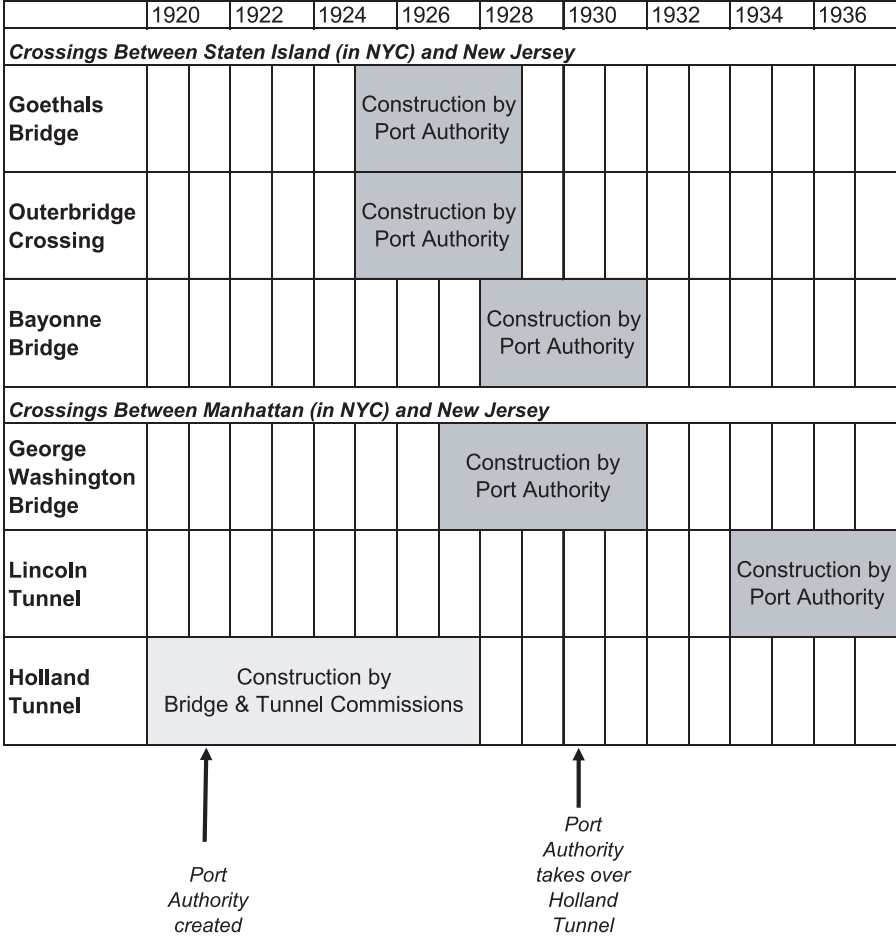 1920 1922 1924 1926 1928 1930 1932 1934 1936
Crossings Between Staten Island (in NYC) and New Jersey
Goethals
Bridge
Construction by
Port Authority
Outerbridge
Crossing
Construction by
Port Authority
Bayonne
Bridge
Construction by
Port Authority
Crossings Between Manhattan (in NYC) and New Jersey
George
Washington
Bridge
Construction by
Port Authority
Lincoln
Tunnel
Construction by
Port Authority
Holland
Tunnel
Construction by
Bridge & Tunnel Commissions
Port
Authority
created
Port
Authority
takes over
Holland
Tunnel